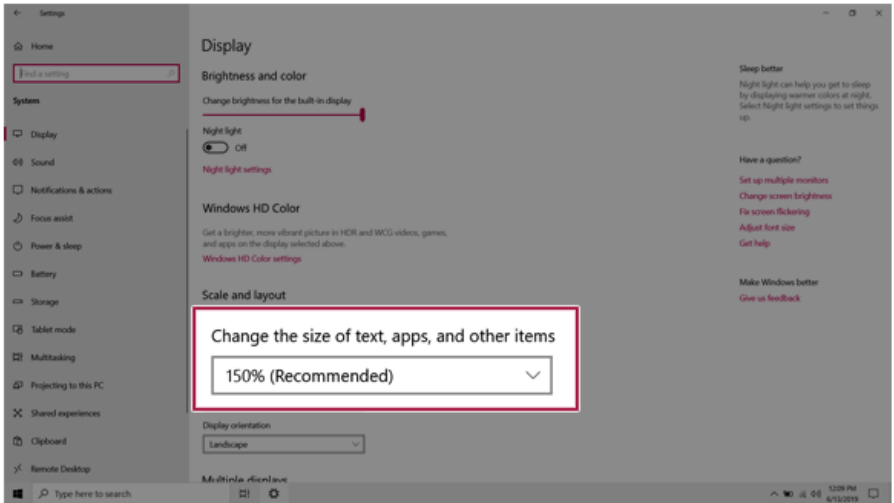 Settings
Home
Find a setting
System
Display
Sound
Notifications & actions
Focus assist
Power & sleep
Battery
Storage
Tablet mode
Multitasking
Projecting to this PC
Shared experiences
Clipboard
Remote Desktop
Display
Brightness and color
Change brightness for the built-in display
Night light
Off
Night light settings
Windows HD Color
Get a brighter, more vibrant picture in HDR and WCG videos, games,
and apps on the display selected above.
Windows HD Color settings
Scale and layout
Change the size of text, apps, and other items
150% (Recommended)
Display orientation
Landscape
Multiple displays
Sleep better
Night light can help you get to sleep
by displaying warmer colors at night.
Select Night light settings to set things
up.
Have a question?
Set up multiple monitors
Change screen brightness
Fix screen flickering
Adjust font size
Get help
Make Windows better
Give us feedback
Type here to search
12:09 PM
6/13/2019